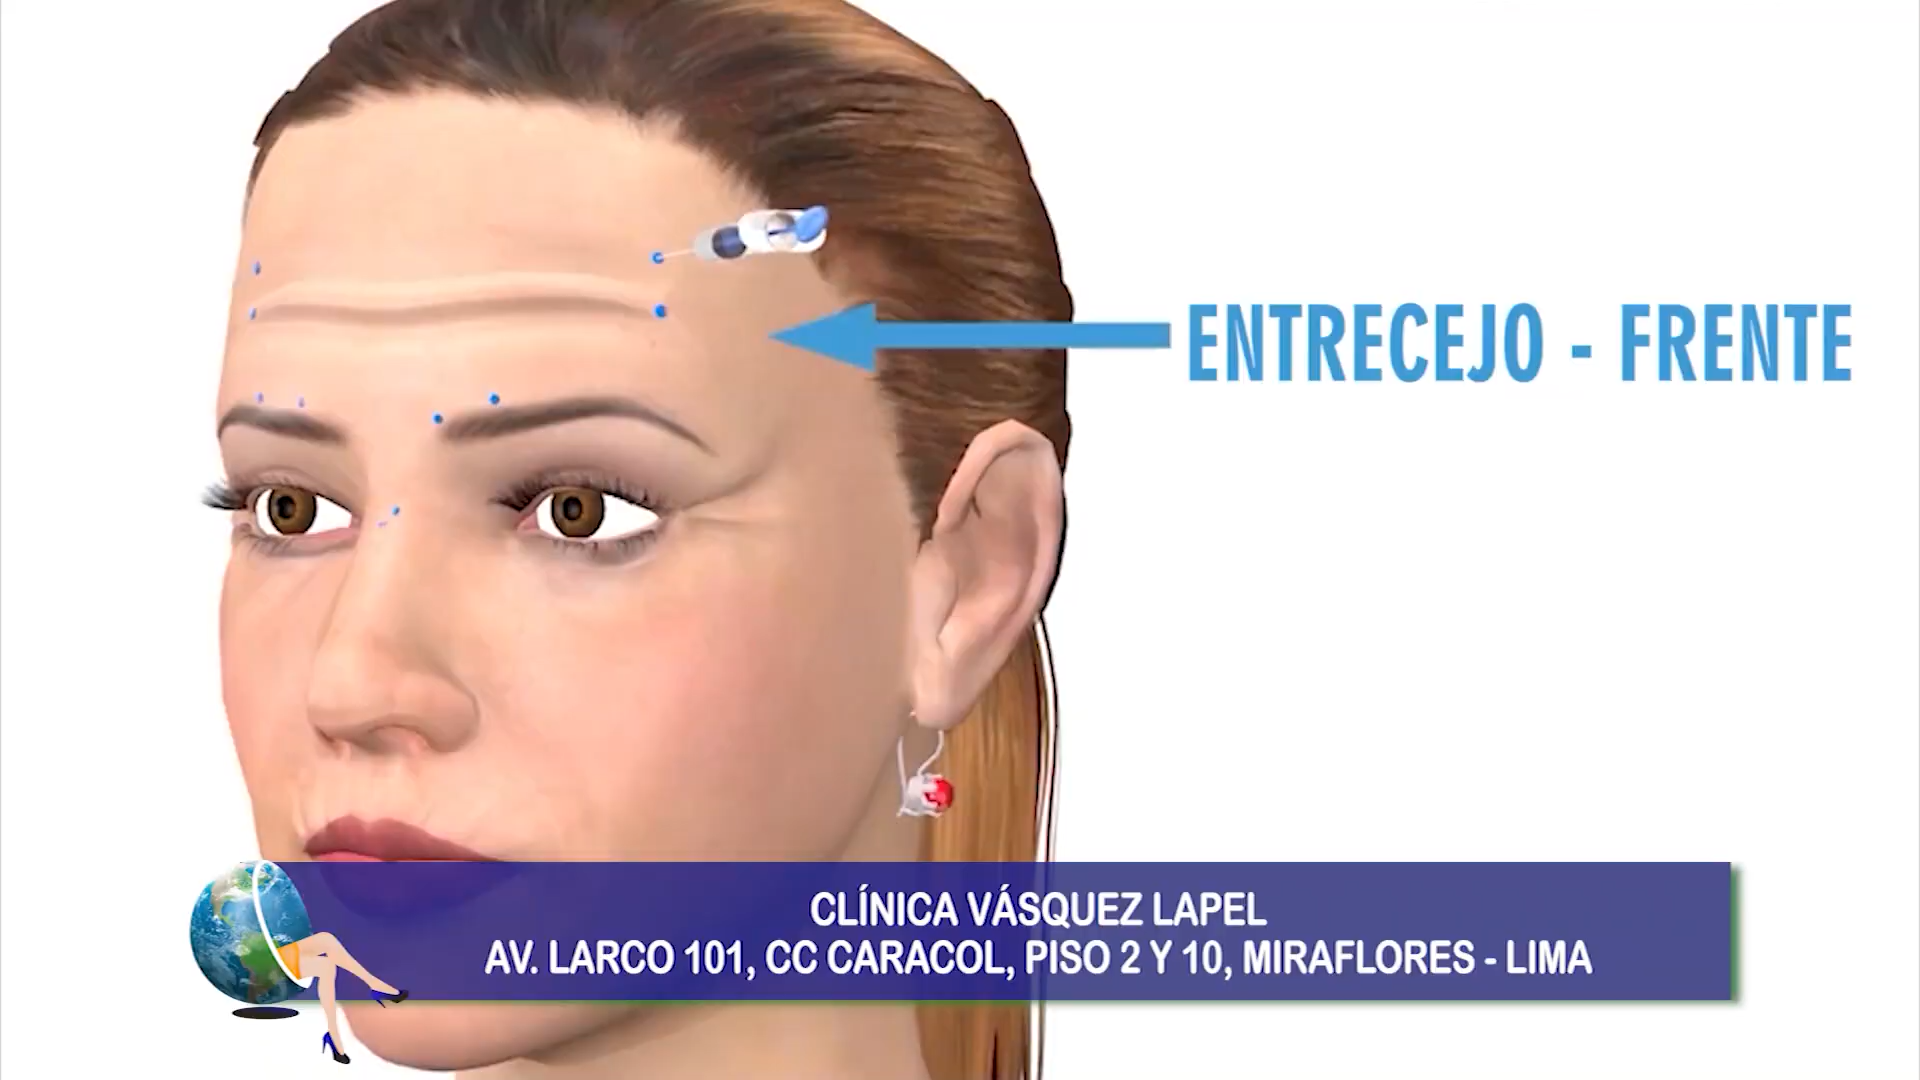 ENTRECEJO - FRENTE
CLÍNICA VÁSQUEZ LAPEL
AV. LARCO 101, CC CARACOL, PISO 2 Y 10, MIRAFLORES - LIMA